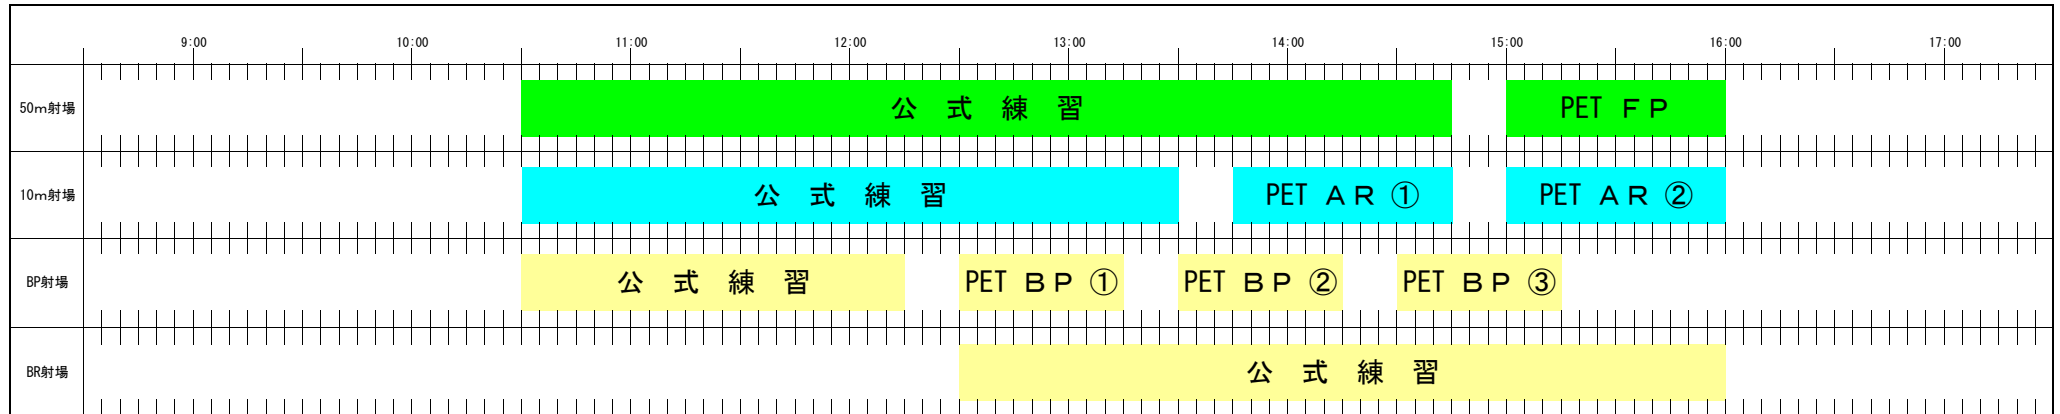 9:00 10:00 11:00 12:00 13:00 14:00 15:00 16:00 17:00
50m射場 公式練習 PET ＦＰ
10m射場 公式練習 PET ＡＲ ① PET ＡＲ ②
BP射場 公式練習 PET ＢＰ ① PET ＢＰ ② PET ＢＰ ③
BR射場 公式練習